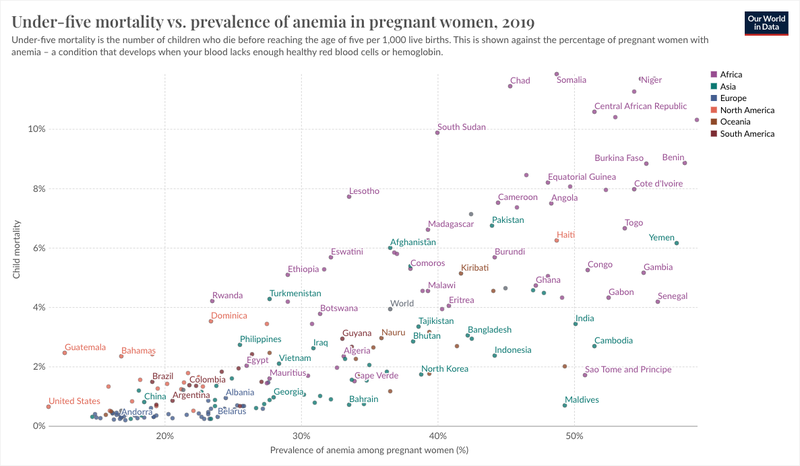 Under-five mortality vs. prevalence of anemia in pregnant women, 2019
Our World
in Data
Under-five mortality is the number of children who die before reaching the age of five per 1,000 live births. This is shown against the percentage of pregnant women with
anemia – a condition that develops when your blood lacks enough healthy red blood cells or hemoglobin.
Africa
Asia
Europe
North America
Oceania
South America
Chad
Somalia
Niger
Central African Republic
10%
South Sudan
Burkina Faso
Benin
8%
Lesotho
Equatorial Guinea
Cote d'Ivoire
Cameroon
Angola
Madagascar
Pakistan
Togo
Haiti
Yemen
6%
Afghanistan
Eswatini
Burundi
Comoros
Kiribati
Ethiopia
Congo
Gambia
Ghana
Malawi
Rwanda
Turkmenistan
Eritrea
Gabon
Senegal
4%
Botswana
World
Dominica
Tajikistan
India
Guyana
Nauru
Bangladesh
Guatemala
Bahamas
Philippines
Iraq
Bhutan
Cambodia
Algeria
Indonesia
2%
Egypt
Vietnam
Brazil
Colombia
Mauritius
Cape Verde
North Korea
Sao Tome and Principe
United States
China
Argentina
Albania
Georgia
Bahrain
Maldives
Andorra
Belarus
0%
20%
30%
40%
50%
Child mortality
Prevalence of anemia among pregnant women (%)